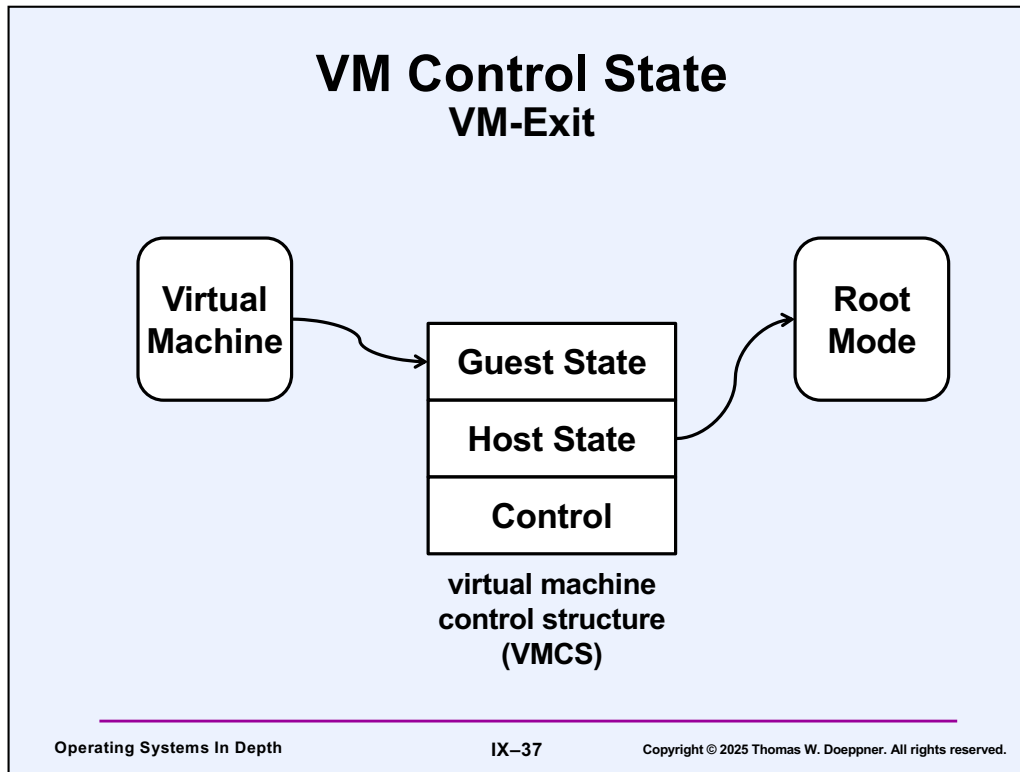 VM Control State
VM-Exit
Virtual
Machine
Guest State
Host State
Control
Root
Mode
virtual machine
control structure
(VMCS)
Operating Systems In Depth
IX–37
Copyright © 2025 Thomas W. Doeppner. All rights reserved.